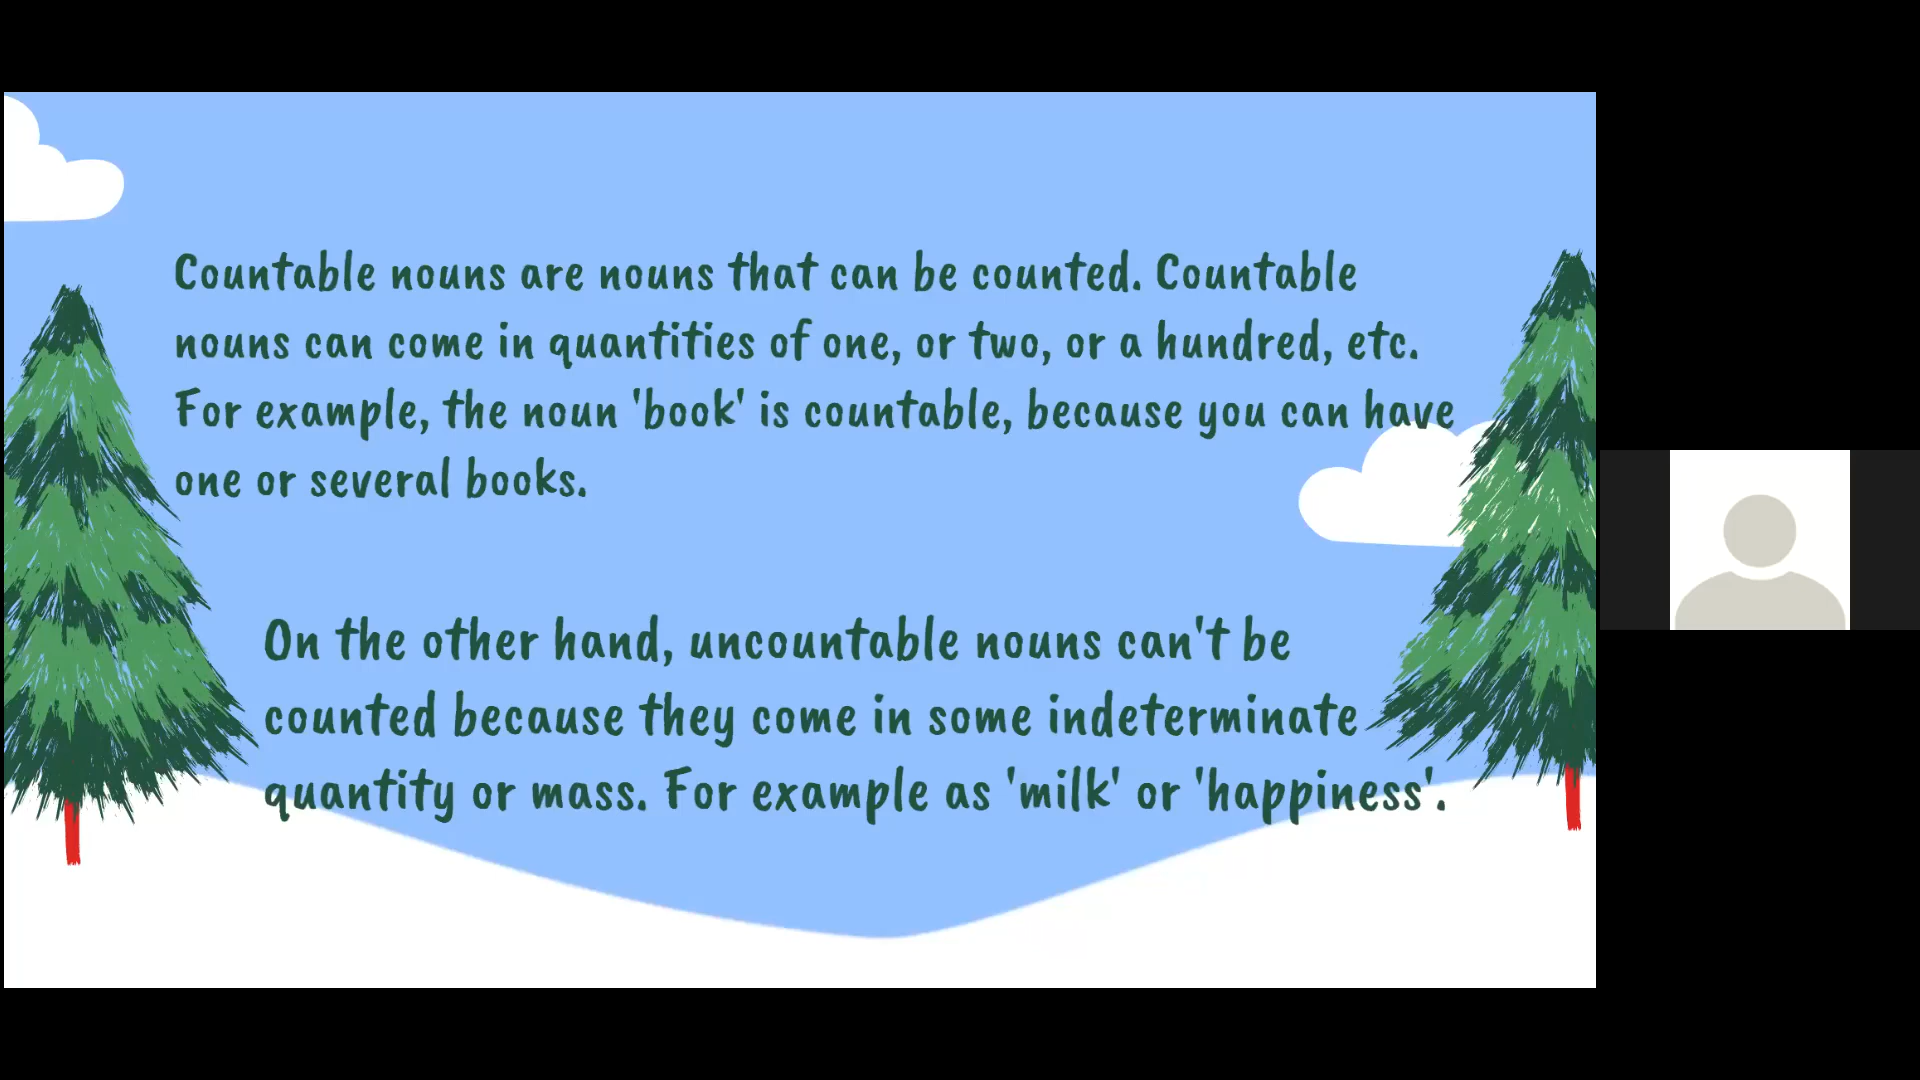 Countable nouns are nouns that can be counted. Countable
nouns can come in quantities of one, or two, or a hundred, etc.
For example, the noun 'book' is countable, because you can have
one or several books.
On the other hand, uncountable nouns can't be
counted because they come in some indeterminate
quantity or mass. For example as 'milk' or 'happiness'.